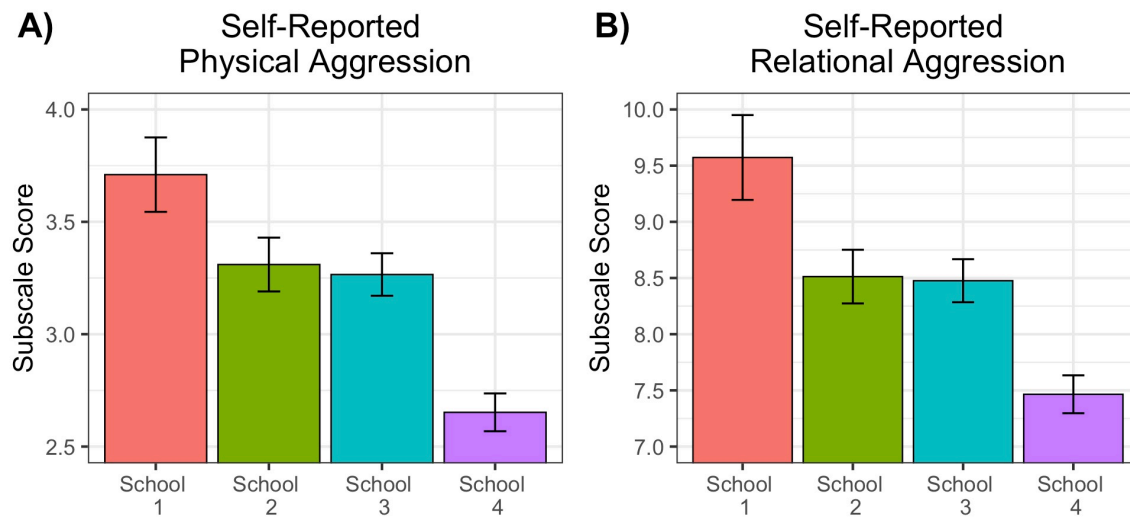 A)
Self-Reported
Physical Aggression
Subscale Score
4.0
3.5
3.0
2.5
School
1
School
2
School
3
School
4
B)
Self-Reported
Relational Aggression
Subscale Score
10.0
9.5
9.0
8.5
8.0
7.5
7.0
School
1
School
2
School
3
School
4